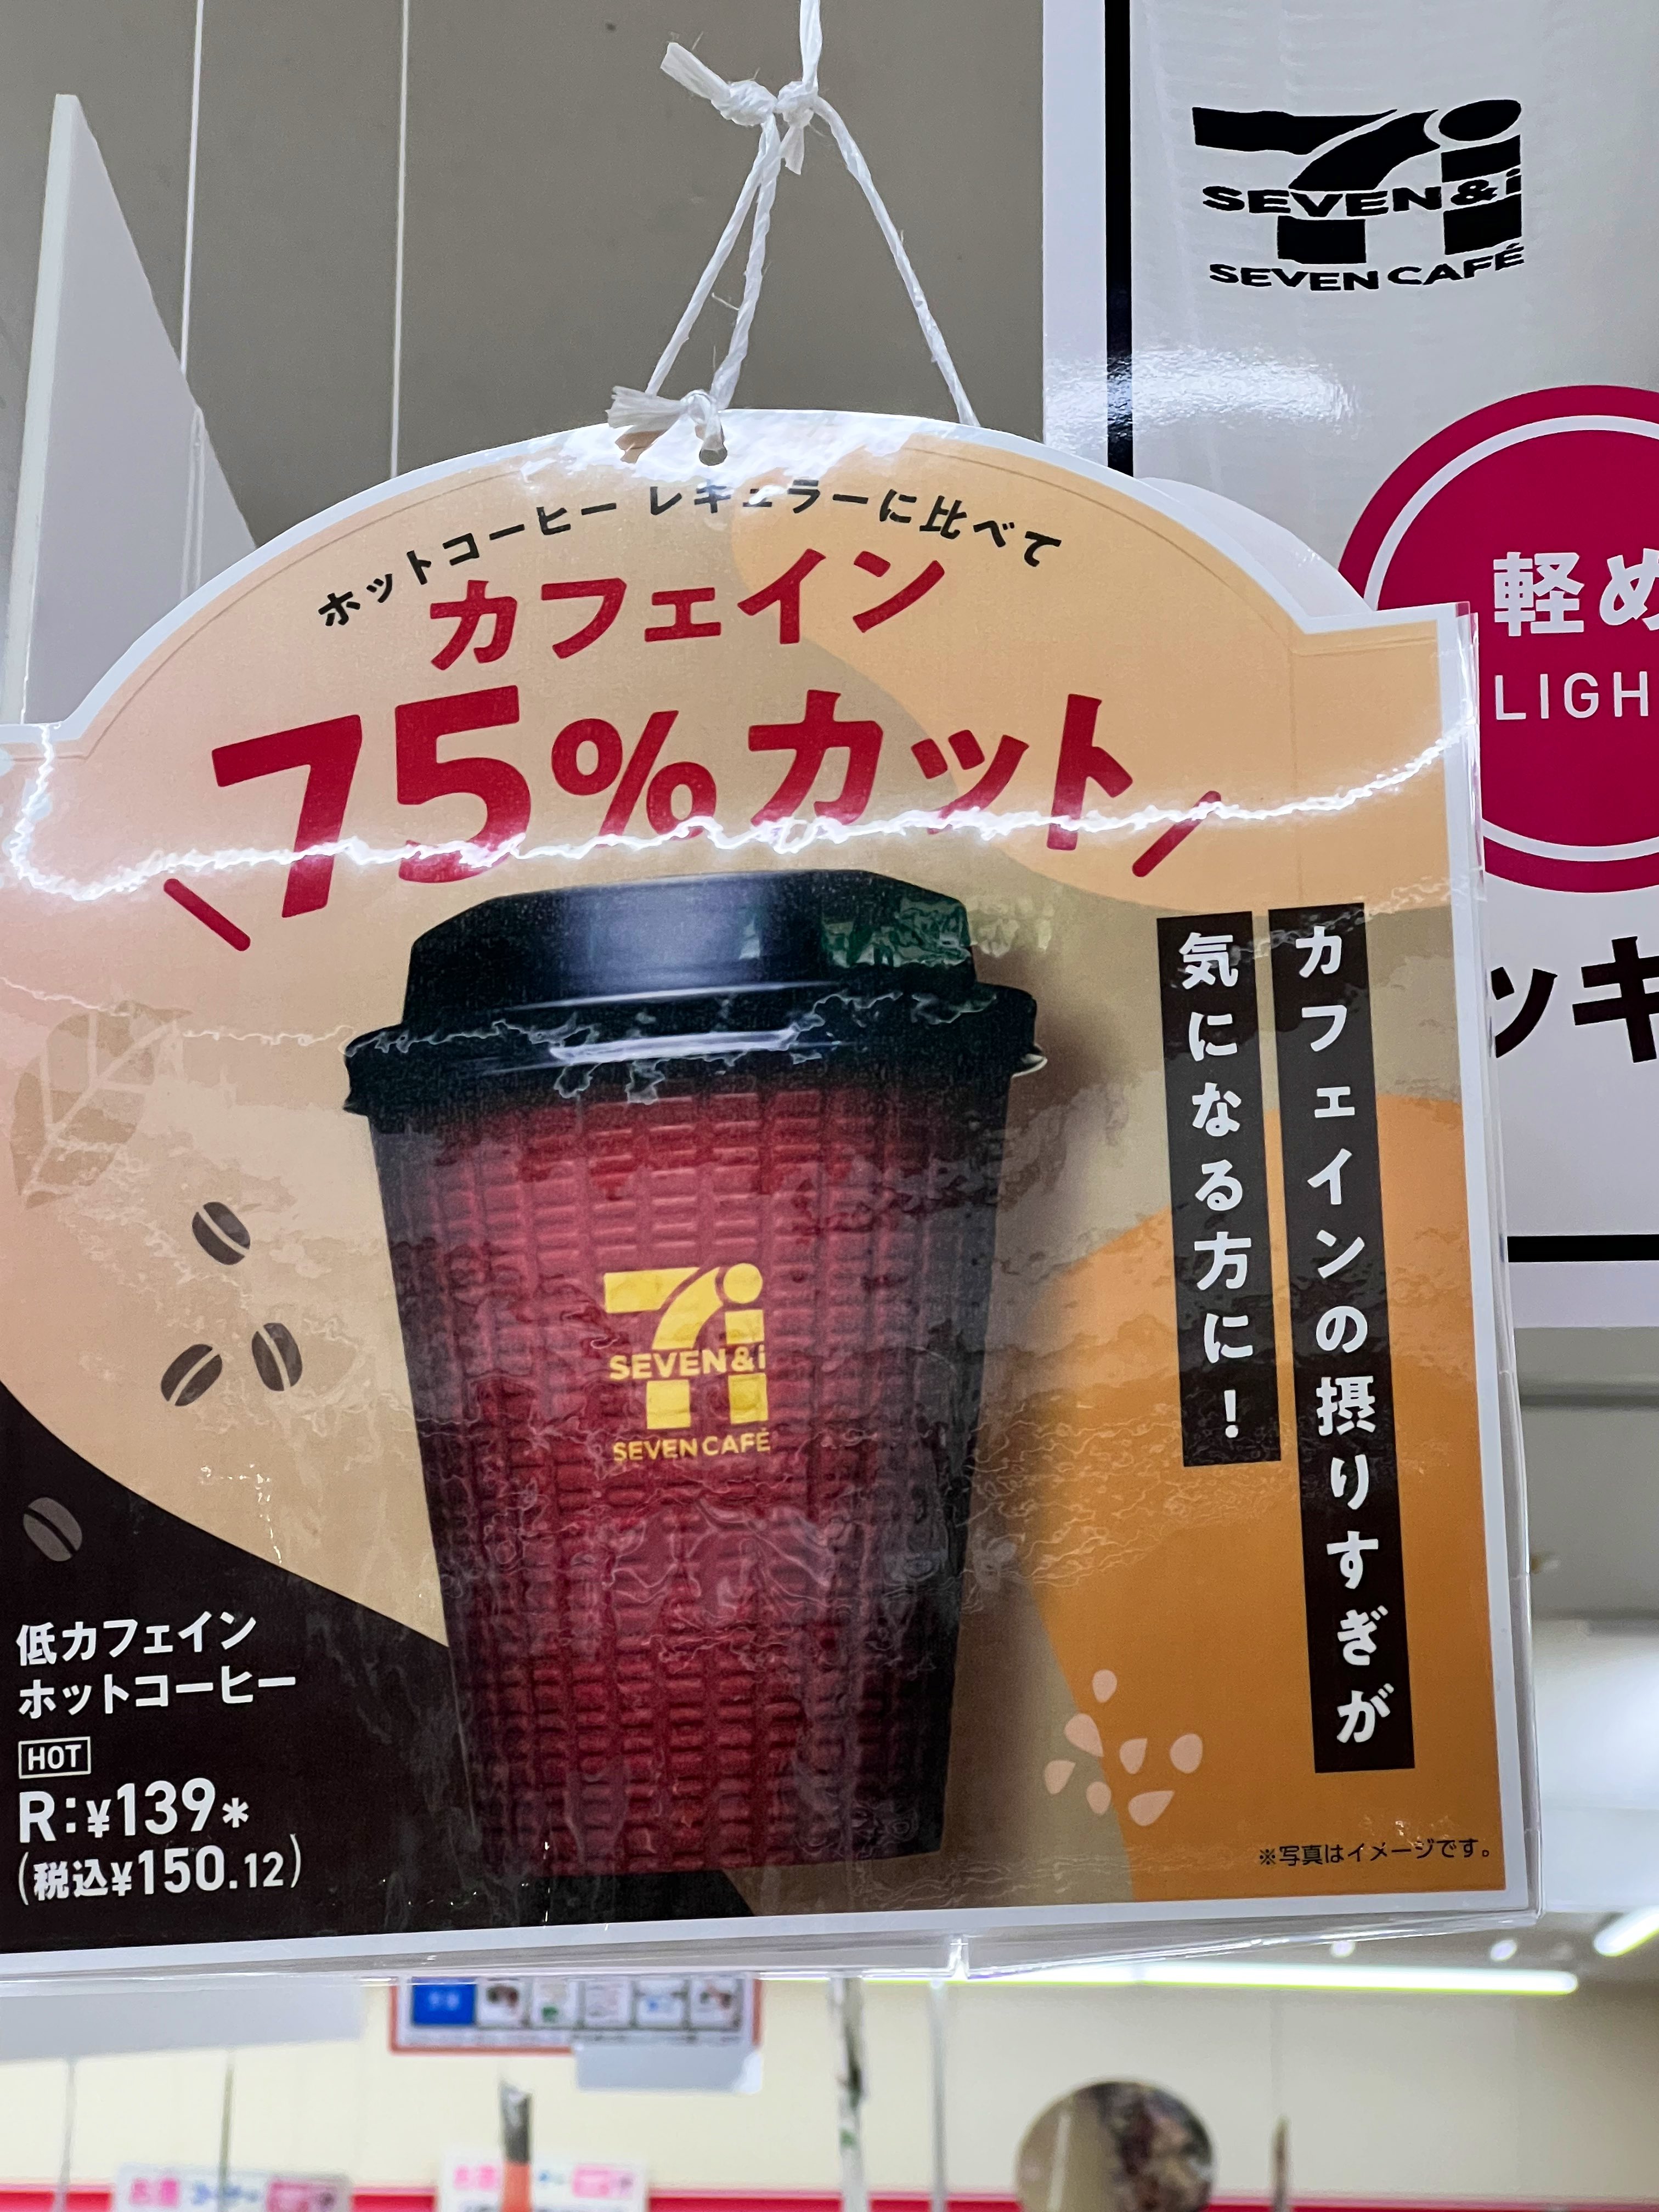 SEVEN&i
SEVEN CAFÉ
軽め
LIGH
ッキ
ホットコーヒー レギュラーに比べて
カフェイン
75%カット
カフェインの摂りすぎが
気になる方に!
SEVEN&i
SEVEN CAFÉ
低カフェイン
ホットコーヒー
HOT
R:¥139*
(税込¥150.12)
※写真はイメージです。